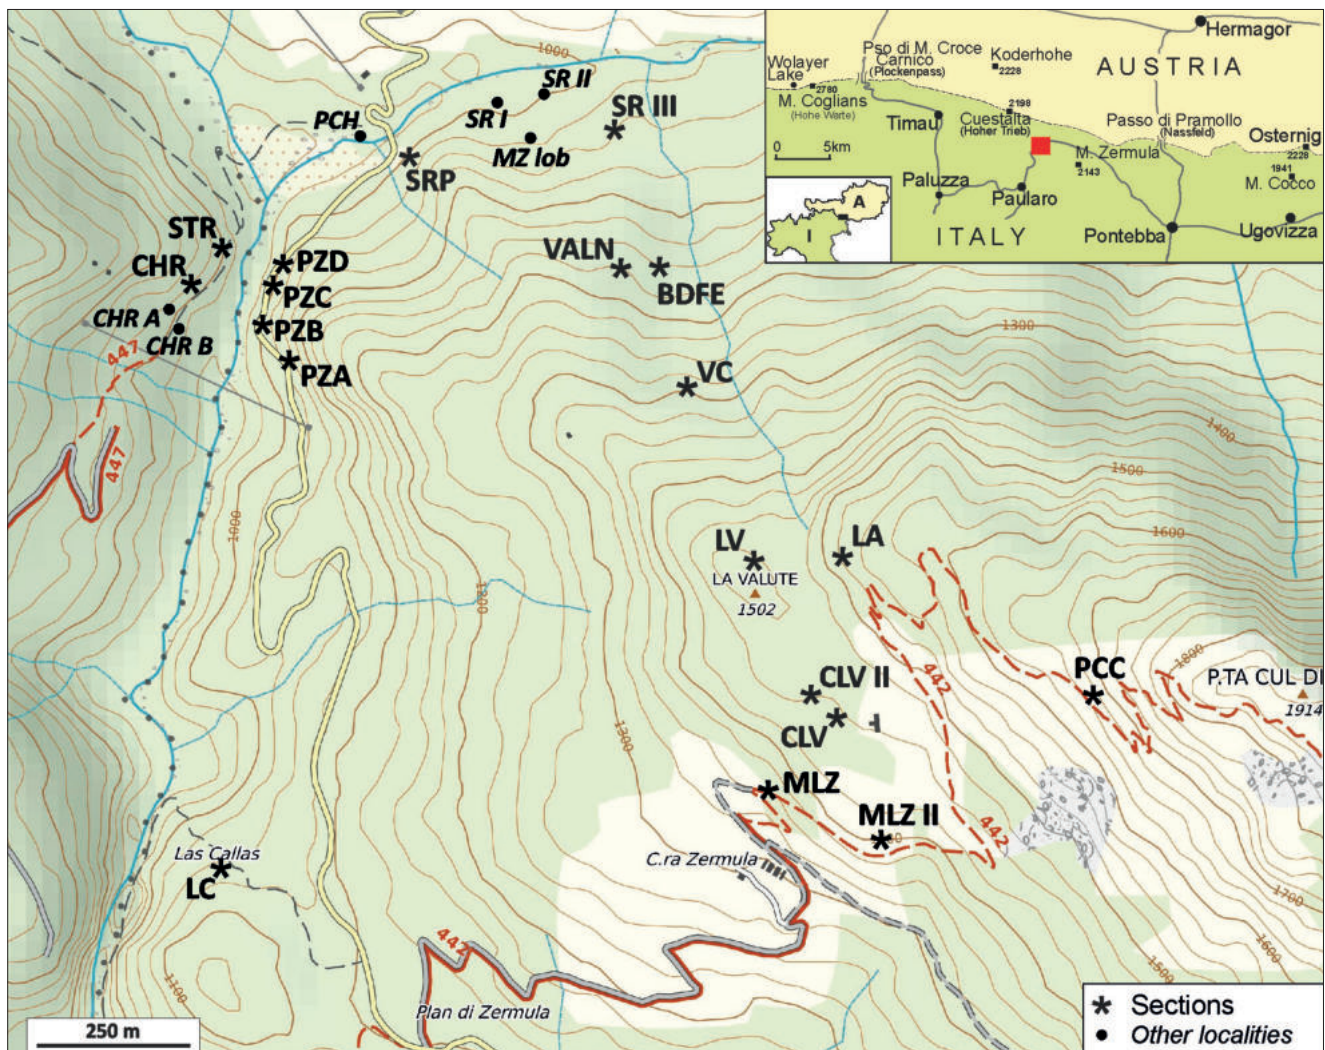 1000
SR II
SR I
SR III
PCH
MZ lob
SRP
STR
CHR
PZD
PZC
CHR A
CHR B
PZB
PZA
447
447
VALN
BDFE
VC
1300
1400
1500
1600
1000
1200
LV
LA
LA VALUTE
1502
442
PCC
1800
P.TA CUL DI
1914
CLV II
CLV
1300
MLZ
MLZ II
442
C.ra Zermula
Las Callas
LC
1100
442
Plan di Zermula
1700
1600
1500
250 m
Sections
Other localities
Hermagor
Pso di M. Croce
Carnico
(Plockenpass)
Koderhohe
2228
AUSTRIA
Wolayer
Lake
2780
M. Coglians
(Hohe Warte)
2198
Cuestalta
(Hoher Trieb)
Timau
Passo di Pramollo
(Nassfeld)
Osternig
2228
0
5km
M. Zermula
2143
1941
M. Cocco
Paluzza
Paularo
A
I
ITALY
Pontebba
Ugovizza